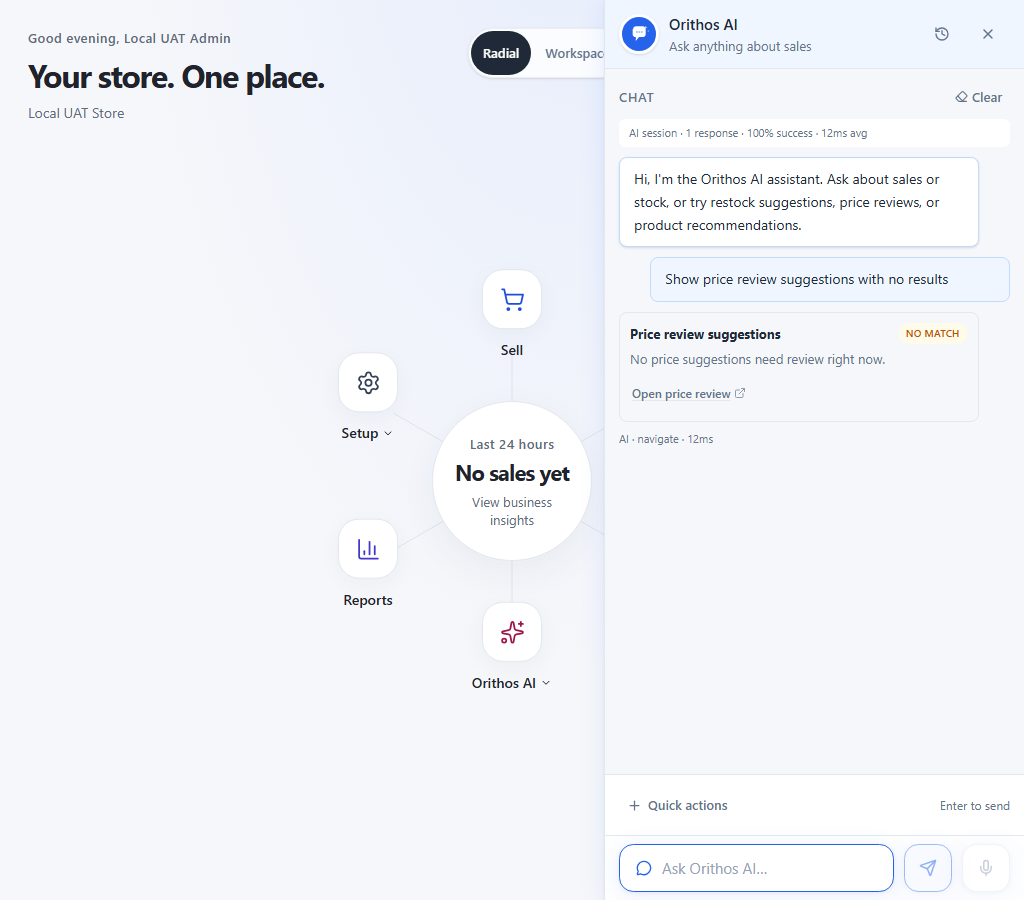 Good evening, Local UAT Admin
Your store. One place.
Local UAT Store
Radial
Workspac
Sell
Setup
Last 24 hours
No sales yet
View business
insights
Reports
Orithos AI
Orithos AI
Ask anything about sales
CHAT
Clear
AI session · 1 response · 100% success · 12ms avg
Hi, I'm the Orithos AI assistant. Ask about sales or
stock, or try restock suggestions, price reviews, or
product recommendations.
Show price review suggestions with no results
Price review suggestions
NO MATCH
No price suggestions need review right now.
Open price review
AI · navigate · 12ms
Quick actions
Enter to send
Ask Orithos AI...